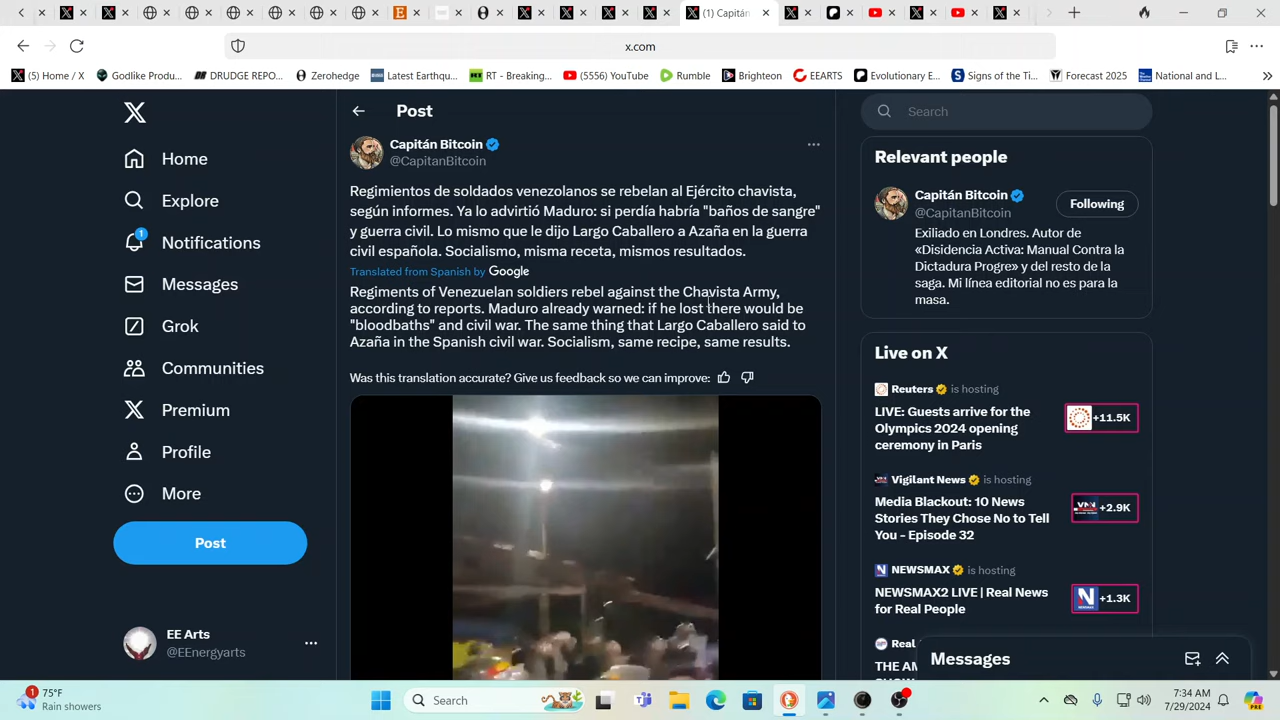 (1) Capitán
x.com
(5) Home / X
Godlike Produ...
DRUDGE REPO...
Zerohedge
Latest Earthqu...
RT - Breaking...
(5556) YouTube
Rumble
Brighteon
EEARTS
Evolutionary E...
Signs of the Ti...
Forecast 2025
National and L...
Home
Explore
1
Notifications
Messages
Grok
Communities
Premium
Profile
More
Post
EE Arts
@EEnergyarts
Post
Capitán Bitcoin
@CapitanBitcoin
Regimientos de soldados venezolanos se rebelan al Ejército chavista,
según informes. Ya lo advirtió Maduro: si perdía habría "baños de sangre"
y guerra civil. Lo mismo que le dijo Largo Caballero a Azaña en la guerra
civil española. Socialismo, misma receta, mismos resultados.
Translated from Spanish by Google
Regiments of Venezuelan soldiers rebel against the Chavista Army,
according to reports. Maduro already warned: if he lost there would be
"bloodbaths" and civil war. The same thing that Largo Caballero said to
Azaña in the Spanish civil war. Socialism, same recipe, same results.
Was this translation accurate? Give us feedback so we can improve:
Search
Relevant people
Capitán Bitcoin
@CapitanBitcoin
Following
Exiliado en Londres. Autor de
«Disidencia Activa: Manual Contra la
Dictadura Progre» y del resto de la
saga. Mi línea editorial no es para la
masa.
Live on X
Reuters is hosting
LIVE: Guests arrive for the
Olympics 2024 opening
ceremony in Paris
+11.5K
Vigilant News is hosting
Media Blackout: 10 News
Stories They Chose No to Tell
You – Episode 32
+2.9K
NEWSMAX is hosting
NEWSMAX2 LIVE | Real News
for Real People
+1.3K
Real
THE AM
Messages
1
75°F
Rain showers
Search
7:34 AM
7/29/2024